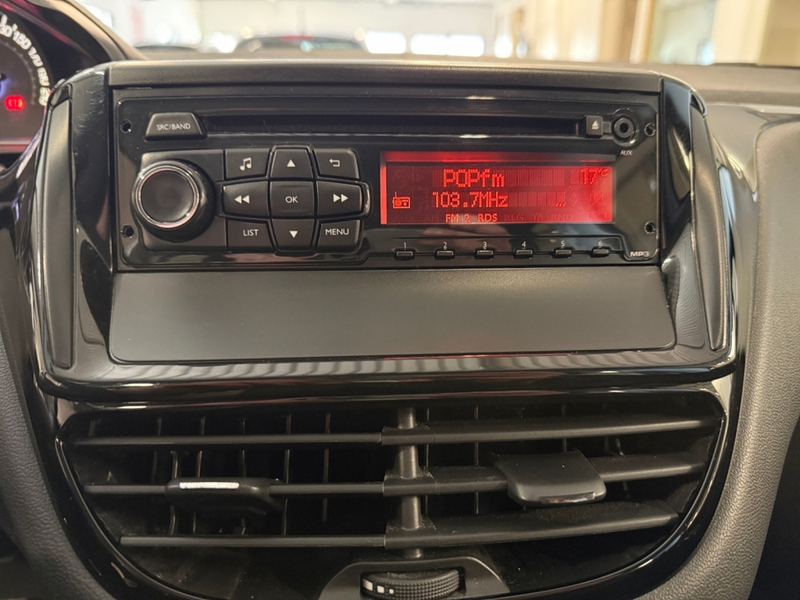 SRC/BAND
AUX
POPfm 17°C
103.7MHz
FM 2 RDS
LIST
OK
MENU
1 2 3 4 5 6
MP3